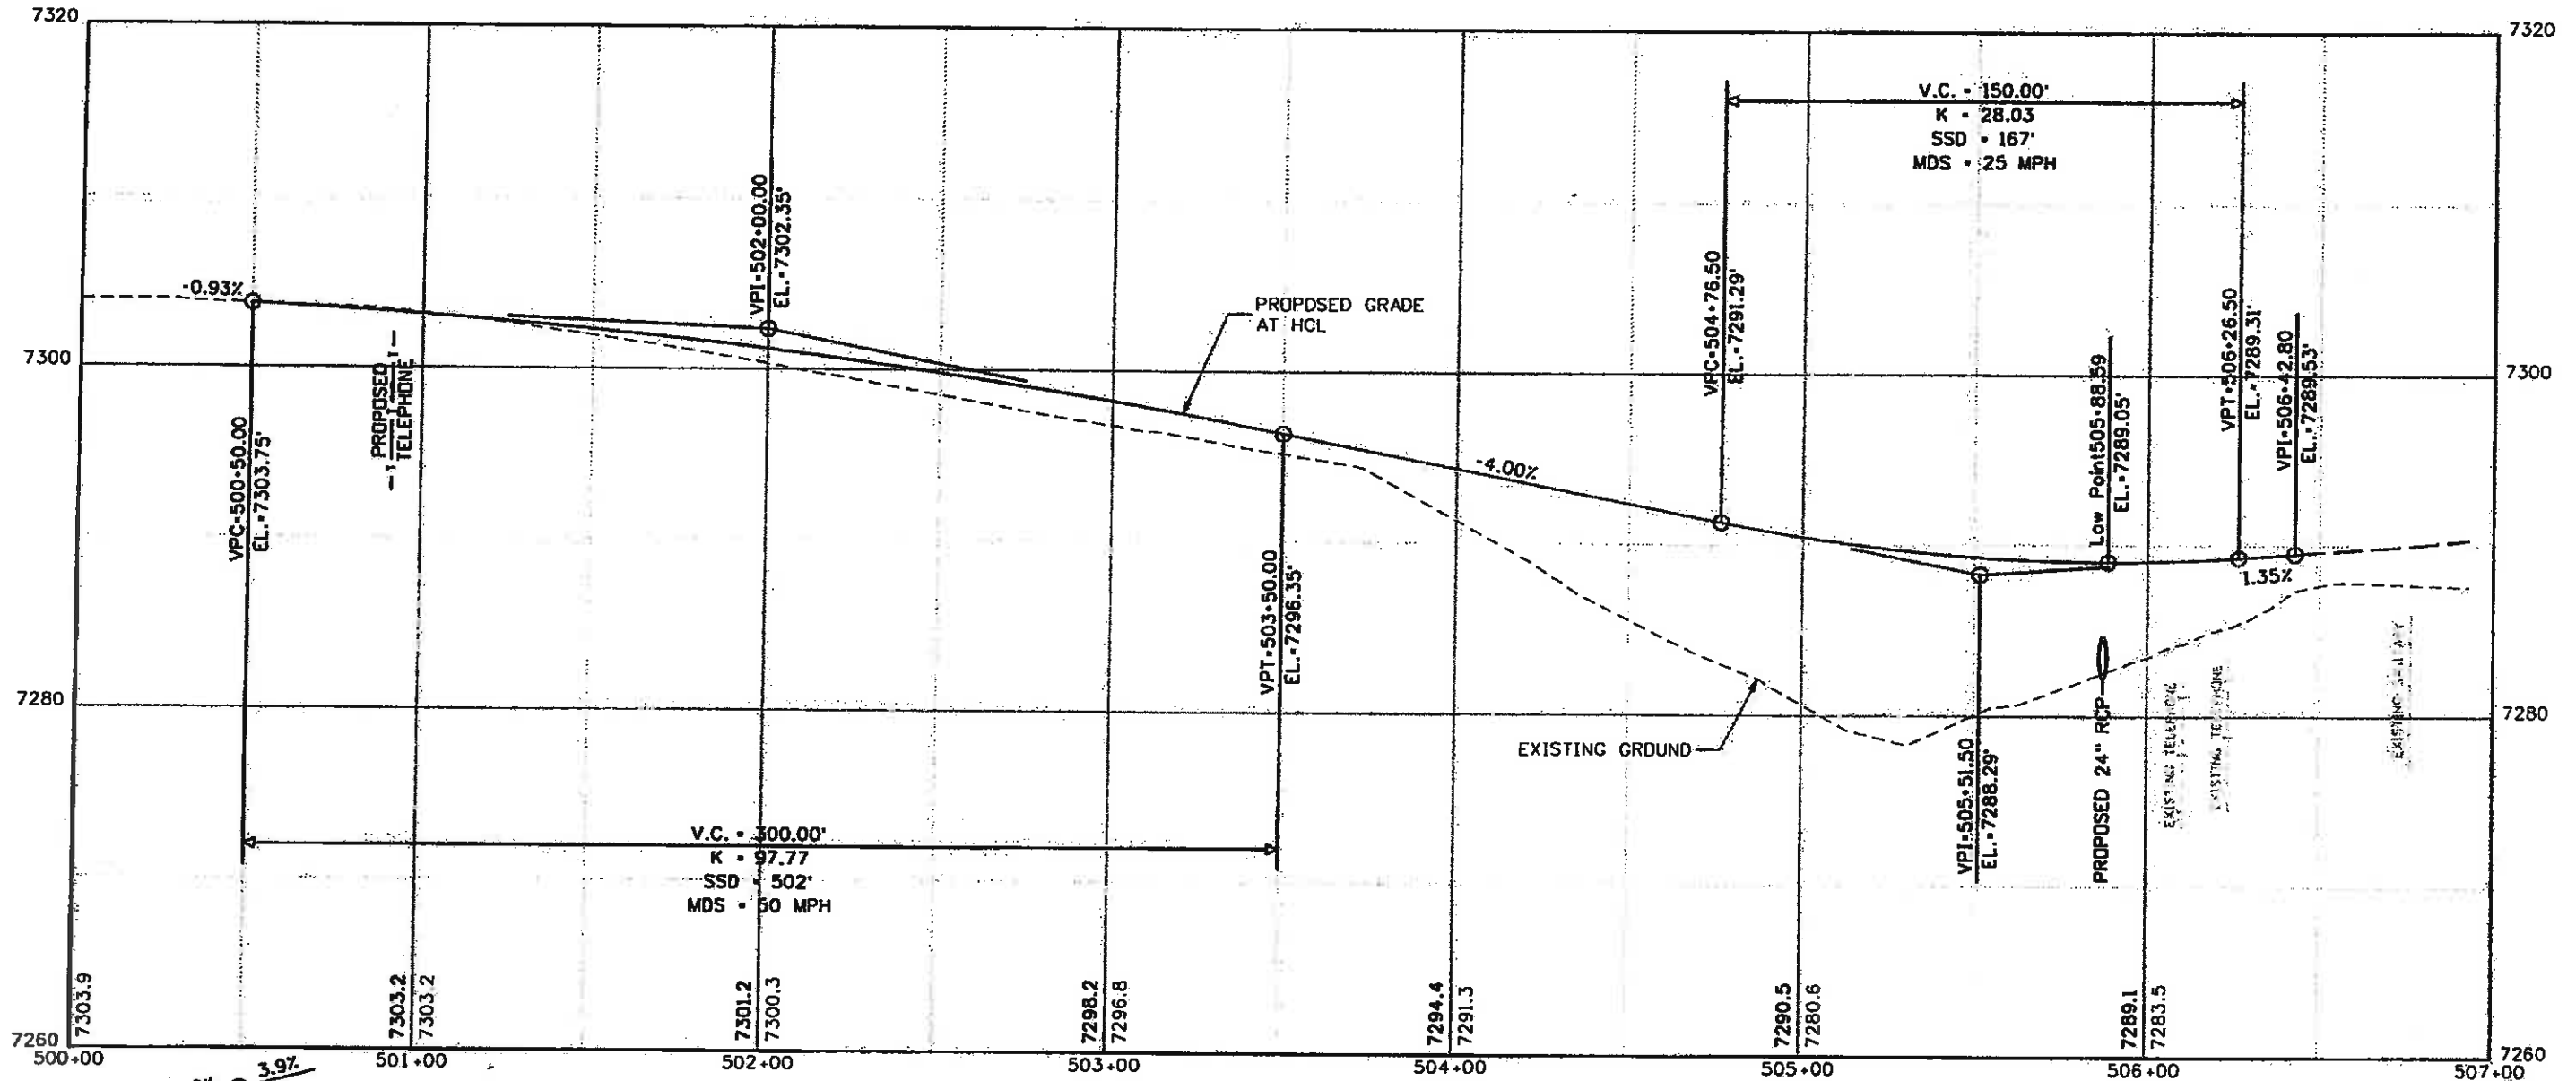 7320
7320
V.C. = 150.00'
K = 28.03
SSD = 167'
MDS = 25 MPH
VPI=502+00.00
EL.=7302.35'
-0.93%
PROPOSED GRADE
AT HCL
VPC=504+76.50
EL.=7291.29'
VPT=506+26.50
EL.=7289.31'
VPI=506+42.80
EL.=7289.53'
Low Point505+88.59
EL.=7289.05'
7300
7300
PROPOSED
TELEPHONE
VPC=500+50.00
EL.=7303.75'
-4.00%
1.35%
VPT=503+50.00
EL.=7296.35'
7280
7280
EXISTING GROUND
VPI=505+51.50
EL.=7288.29'
PROPOSED 24" RCP
EXISTING TELEPHONE
EXISTING TELEPHONE
EXISTING SANITARY
V.C. = 300.00'
K = 97.77
SSD = 502'
MDS = 50 MPH
7303.9
7303.2
7303.2
7301.2
7300.3
7298.2
7296.8
7294.4
7291.3
7290.5
7280.6
7289.1
7283.5
7260
7260
500+00
501+00
502+00
503+00
504+00
505+00
506+00
507+00
3.9%